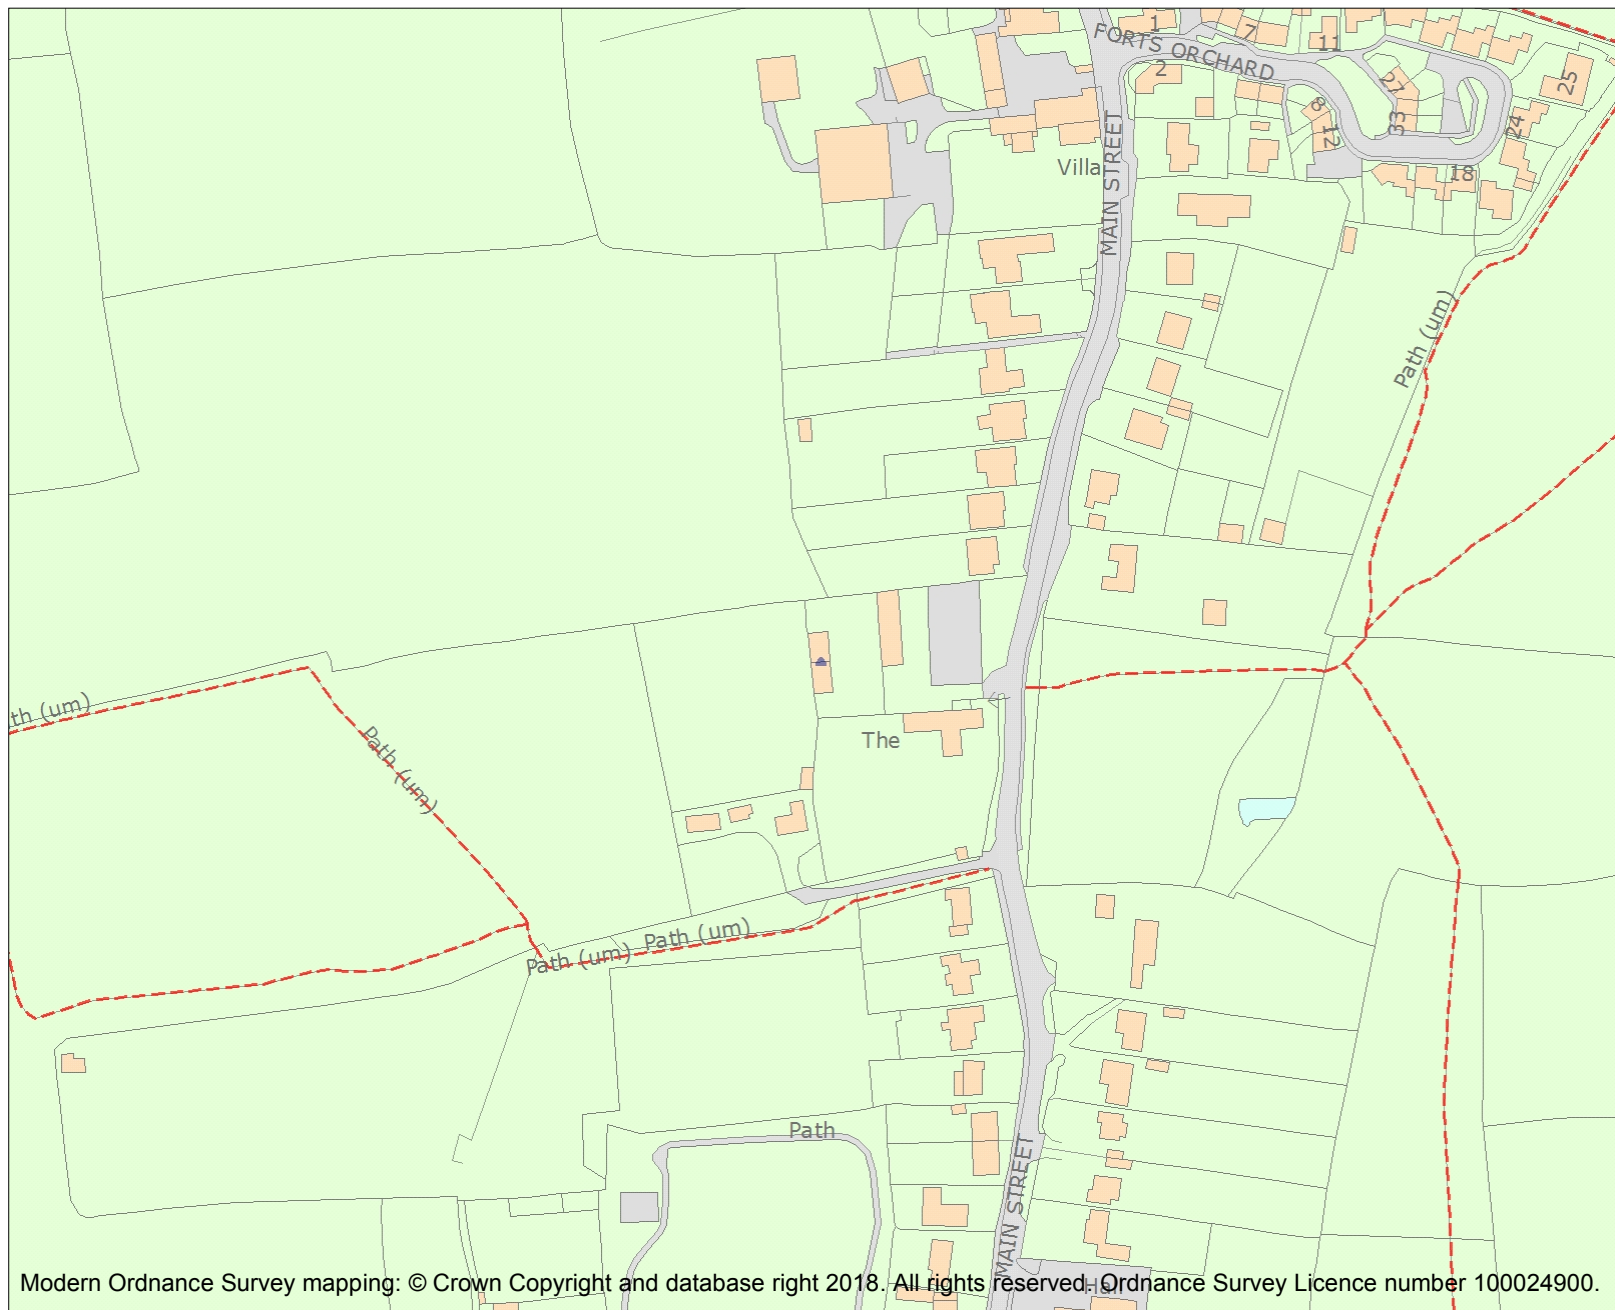 1
7
11
FORTS ORCHARD
2
27
25
8
12
33
24
18
Villa
MAIN STREET
Path (um)
th (um)
Path (um)
The
Path (um)
Path (um)
Path
MAIN STREET
Hall
Modern Ordnance Survey mapping: © Crown Copyright and database right 2018. All rights reserved. Ordnance Survey Licence number 100024900.